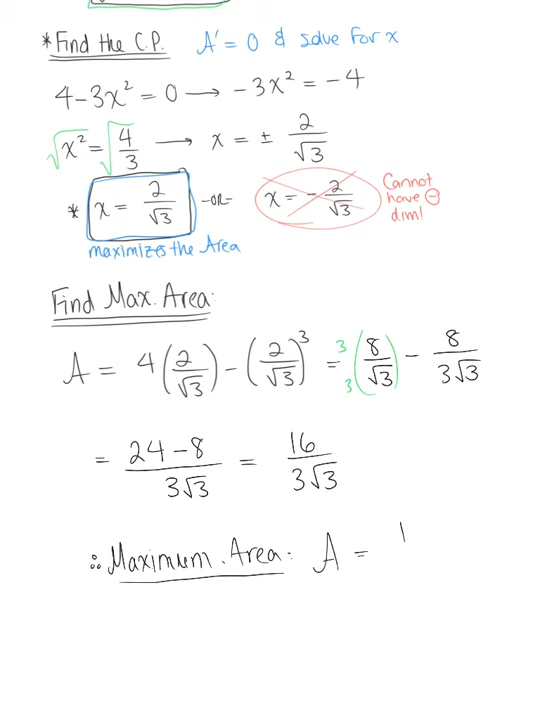 *Find the C.P. A' = 0 & solve for x
4 - 3x² = 0 → - 3x² = - 4
√x² = √4/3 → x = ± 2/√3
* x = 2/√3 -OR- x = - 2/√3 Cannot have ⊖ dim!
maximizes the Area
Find Max. Area:
A = 4(2/√3) - (2/√3)³ = 3/3 (8/√3) - 8/3√3
= 24 - 8/3√3 = 16/3√3
∴ Maximum Area: A =